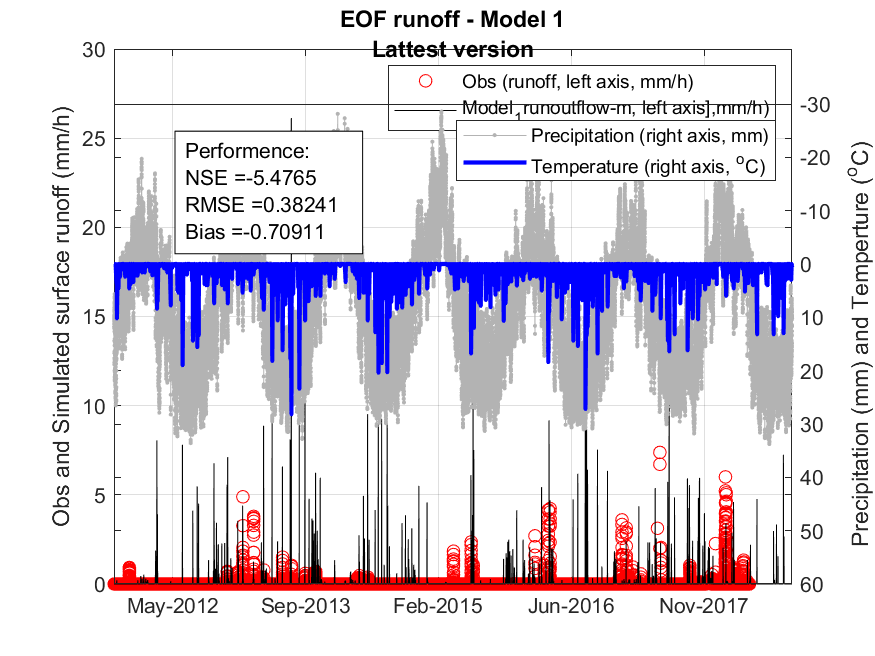 EOF runoff - Model 1
Lattest version
Obs (runoff, left axis, mm/h)
Model₁runoutflow-m, left axis],mm/h)
Precipitation (right axis, mm)
Temperature (right axis, ᵒC)
Performence:
NSE =-5.4765
RMSE =0.38241
Bias =-0.70911
Obs and Simulated surface runoff (mm/h)
30
25
20
15
10
5
0
Precipitation (mm) and Temperture (ᵒC)
-30
-20
-10
0
10
20
30
40
50
60
May-2012 Sep-2013 Feb-2015 Jun-2016 Nov-2017